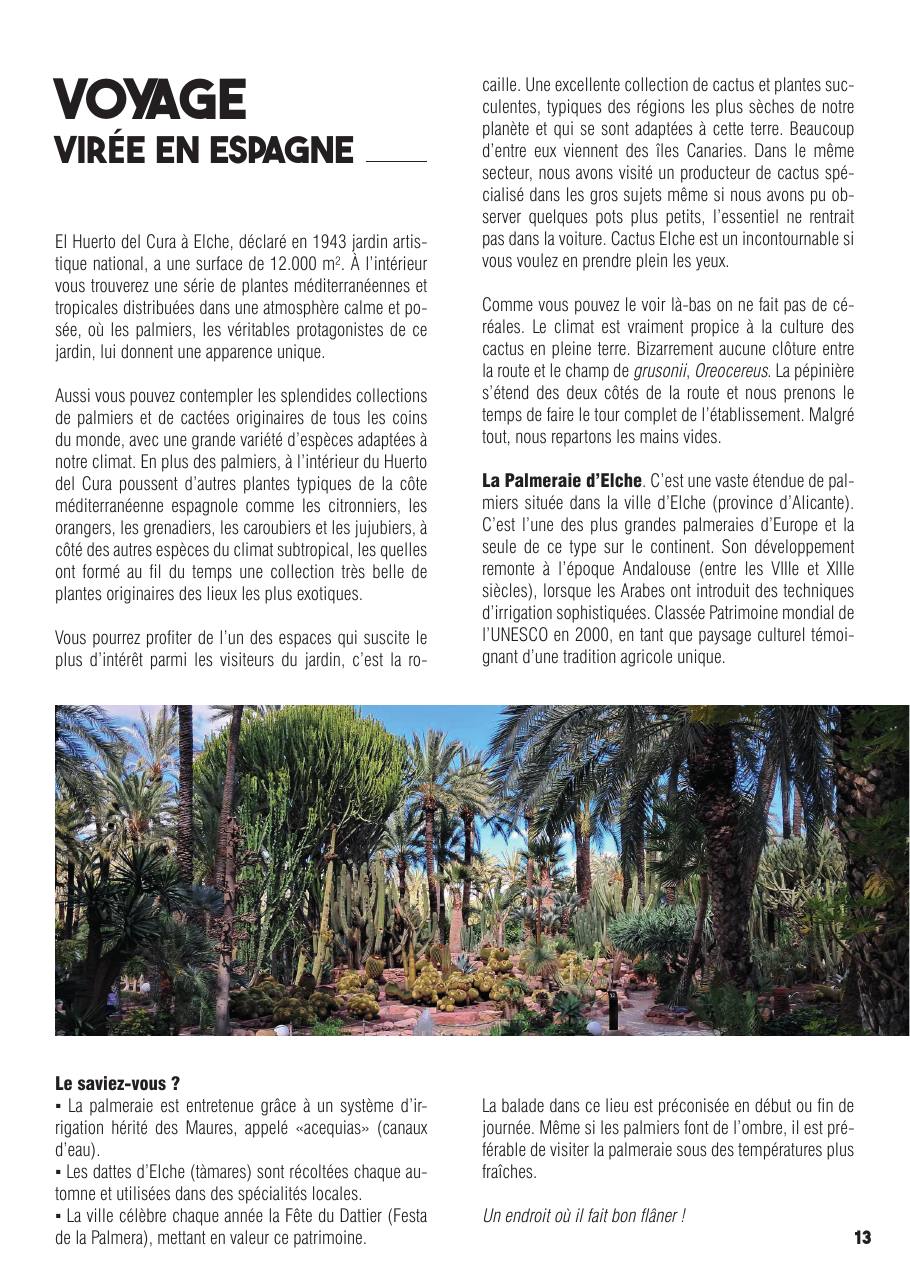 VOYAGE
VIRÉE EN ESPAGNE
El Huerto del Cura à Elche, déclaré en 1943 jardin artis-
tique national, a une surface de 12.000 m². À l’intérieur
vous trouverez une série de plantes méditerranéennes et
tropicales distribuées dans une atmosphère calme et po-
sée, où les palmiers, les véritables protagonistes de ce
jardin, lui donnent une apparence unique.
Aussi vous pouvez contempler les splendides collections
de palmiers et de cactées originaires de tous les coins
du monde, avec une grande variété d’espèces adaptées à
notre climat. En plus des palmiers, à l’intérieur du Huerto
del Cura poussent d’autres plantes typiques de la côte
méditerranéenne espagnole comme les citronniers, les
orangers, les grenadiers, les caroubiers et les jujubiers, à
côté des autres espèces du climat subtropical, les quelles
ont formé au fil du temps une collection très belle de
plantes originaires des lieux les plus exotiques.
Vous pourrez profiter de l’un des espaces qui suscite le
plus d’intérêt parmi les visiteurs du jardin, c’est la ro-
caille. Une excellente collection de cactus et plantes suc-
culentes, typiques des régions les plus sèches de notre
planète et qui se sont adaptées à cette terre. Beaucoup
d’entre eux viennent des îles Canaries. Dans le même
secteur, nous avons visité un producteur de cactus spé-
cialisé dans les gros sujets même si nous avons pu ob-
server quelques pots plus petits, l’essentiel ne rentrait
pas dans la voiture. Cactus Elche est un incontournable si
vous voulez en prendre plein les yeux.
Comme vous pouvez le voir là-bas on ne fait pas de cé-
réales. Le climat est vraiment propice à la culture des
cactus en pleine terre. Bizarrement aucune clôture entre
la route et le champ de grusonii, Oreocereus. La pépinière
s’étend des deux côtés de la route et nous prenons le
temps de faire le tour complet de l’établissement. Malgré
tout, nous repartons les mains vides.
La Palmeraie d’Elche. C’est une vaste étendue de pal-
miers située dans la ville d’Elche (province d’Alicante).
C’est l’une des plus grandes palmeraies d’Europe et la
seule de ce type sur le continent. Son développement
remonte à l’époque Andalouse (entre les VIIIe et XIIIe
siècles), lorsque les Arabes ont introduit des techniques
d’irrigation sophistiquées. Classée Patrimoine mondial de
l’UNESCO en 2000, en tant que paysage culturel témoi-
gnant d’une tradition agricole unique.
Le saviez-vous ?
▪ La palmeraie est entretenue grâce à un système d’ir-
rigation hérité des Maures, appelé «acequias» (canaux
d’eau).
▪ Les dattes d’Elche (tàmares) sont récoltées chaque au-
tomne et utilisées dans des spécialités locales.
▪ La ville célèbre chaque année la Fête du Dattier (Festa
de la Palmera), mettant en valeur ce patrimoine.
La balade dans ce lieu est préconisée en début ou fin de
journée. Même si les palmiers font de l’ombre, il est pré-
férable de visiter la palmeraie sous des températures plus
fraîches.
Un endroit où il fait bon flâner !
13